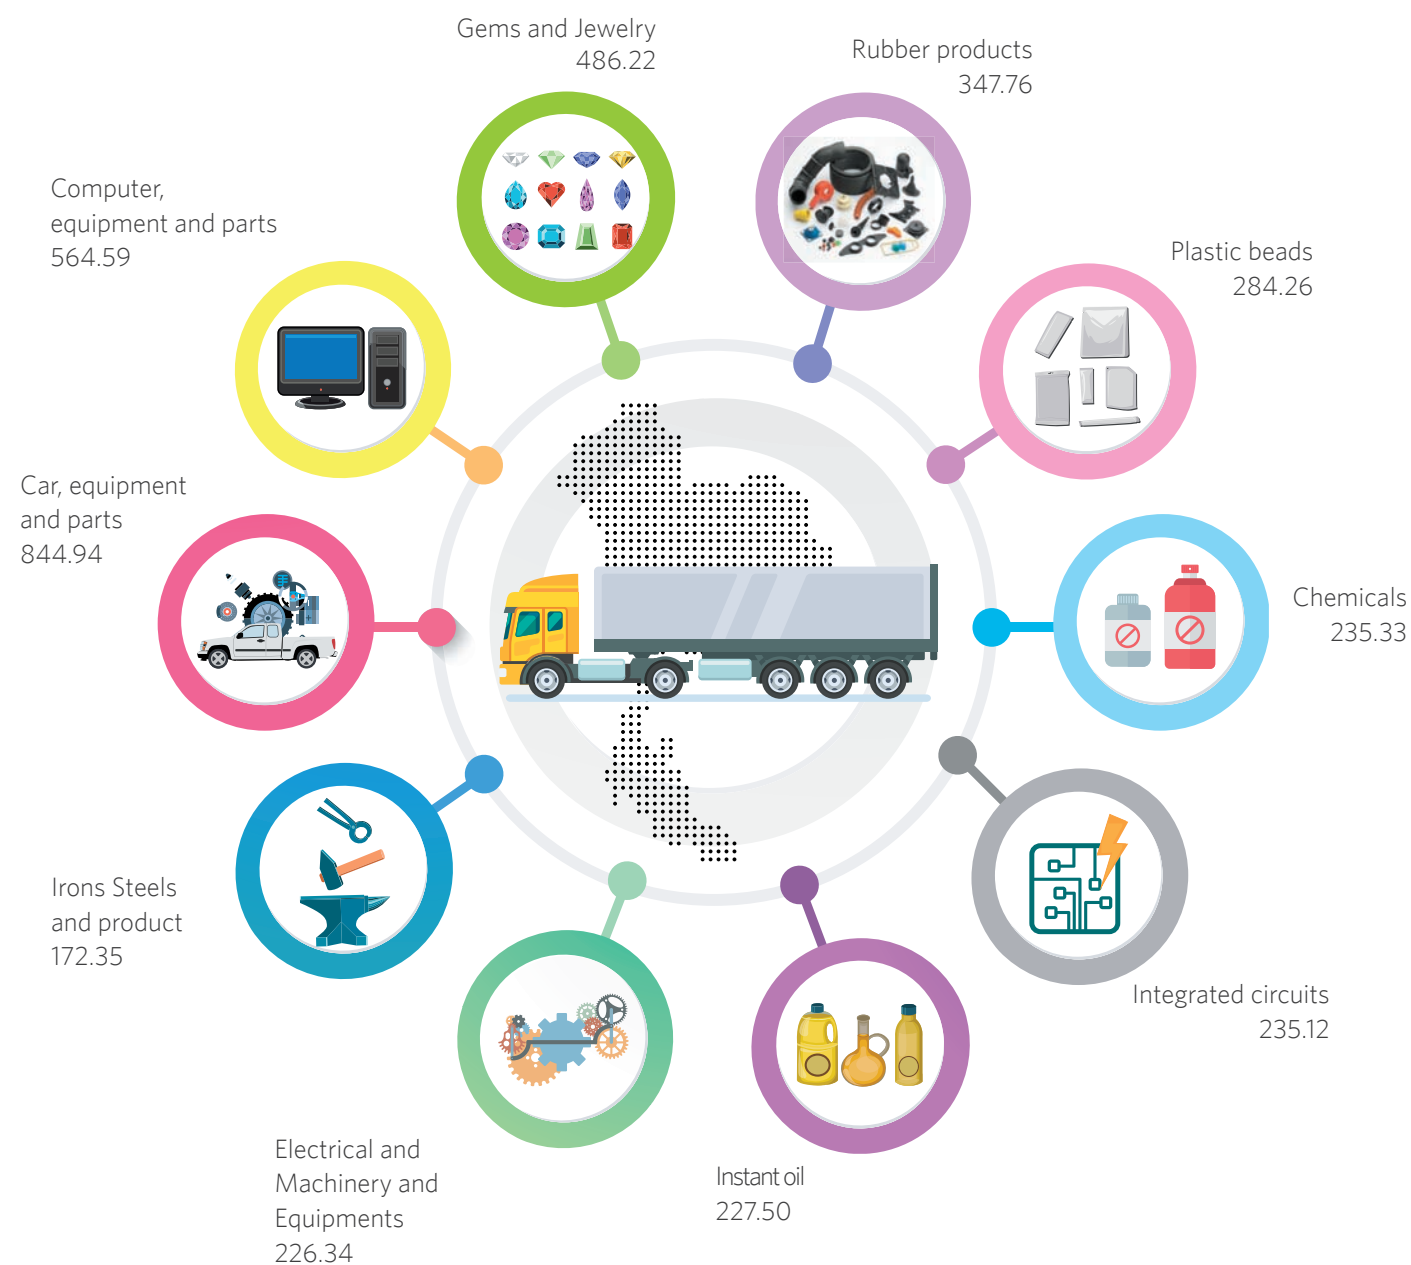 Gems and Jewelry
486.22
Rubber products
347.76
Computer,
equipment and parts
564.59
Plastic beads
284.26
Car, equipment
and parts
844.94
Chemicals
235.33
Irons Steels
and product
172.35
Integrated circuits
235.12
Electrical and
Machinery and
Equipments
226.34
Instant oil
227.50